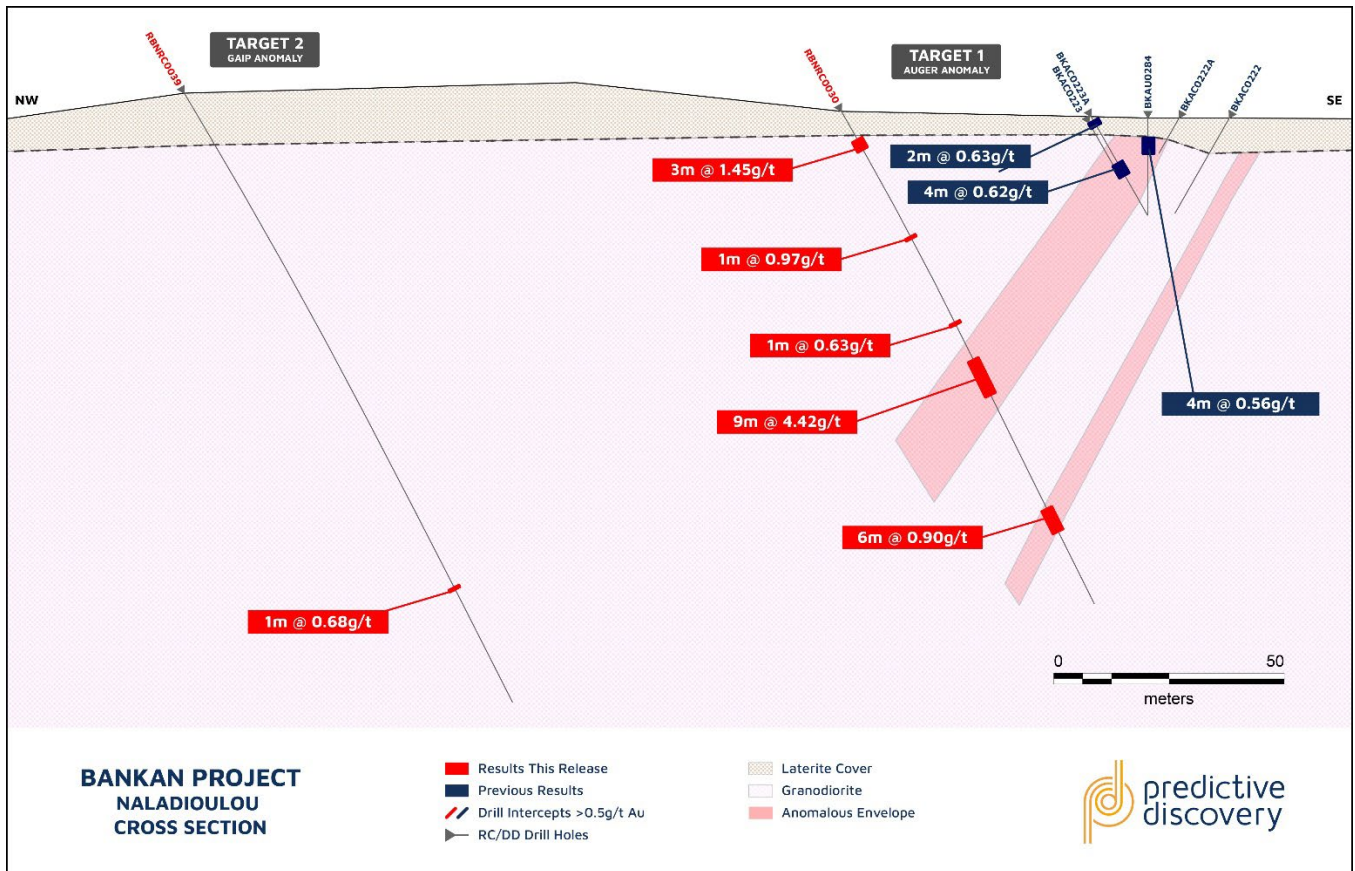 RBNRC0039
TARGET 2
GAIP ANOMALY
RBNRC0030
TARGET 1
AUGER ANOMALY
BKAC0223A
BKAC0223
BKAU0284
BKAC0222A
BKAC0222
NW
SE
3m @ 1.45g/t
2m @ 0.63g/t
4m @ 0.62g/t
1m @ 0.97g/t
1m @ 0.63g/t
9m @ 4.42g/t
4m @ 0.56g/t
6m @ 0.90g/t
1m @ 0.68g/t
0 50
meters
BANKAN PROJECT
NALADIOULOU
CROSS SECTION
Results This Release
Previous Results
Drill Intercepts >0.5g/t Au
RC/DD Drill Holes
Laterite Cover
Granodiorite
Anomalous Envelope
predictive
discovery